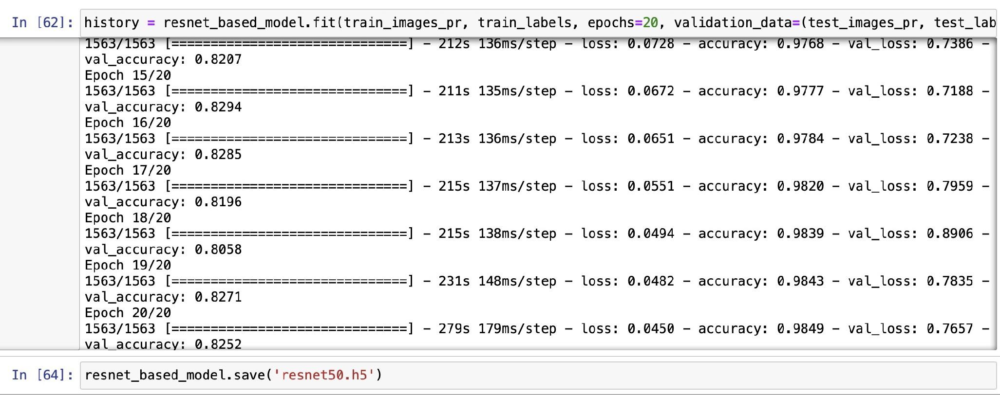 In [62]: history = resnet_based_model.fit(train_images_pr, train_labels, epochs=20, validation_data=(test_images_pr, test_lab
1563/1563 [==============================] - 212s 136ms/step - loss: 0.0728 - accuracy: 0.9768 - val_loss: 0.7386 -
val_accuracy: 0.8207
Epoch 15/20
1563/1563 [==============================] - 211s 135ms/step - loss: 0.0672 - accuracy: 0.9777 - val_loss: 0.7188 -
val_accuracy: 0.8294
Epoch 16/20
1563/1563 [==============================] - 213s 136ms/step - loss: 0.0651 - accuracy: 0.9784 - val_loss: 0.7238 -
val_accuracy: 0.8285
Epoch 17/20
1563/1563 [==============================] - 215s 137ms/step - loss: 0.0551 - accuracy: 0.9820 - val_loss: 0.7959 -
val_accuracy: 0.8196
Epoch 18/20
1563/1563 [==============================] - 215s 138ms/step - loss: 0.0494 - accuracy: 0.9839 - val_loss: 0.8906 -
val_accuracy: 0.8058
Epoch 19/20
1563/1563 [==============================] - 231s 148ms/step - loss: 0.0482 - accuracy: 0.9843 - val_loss: 0.7835 -
val_accuracy: 0.8271
Epoch 20/20
1563/1563 [==============================] - 279s 179ms/step - loss: 0.0450 - accuracy: 0.9849 - val_loss: 0.7657 -
val_accuracy: 0.8252
In [64]: resnet_based_model.save('resnet50.h5')